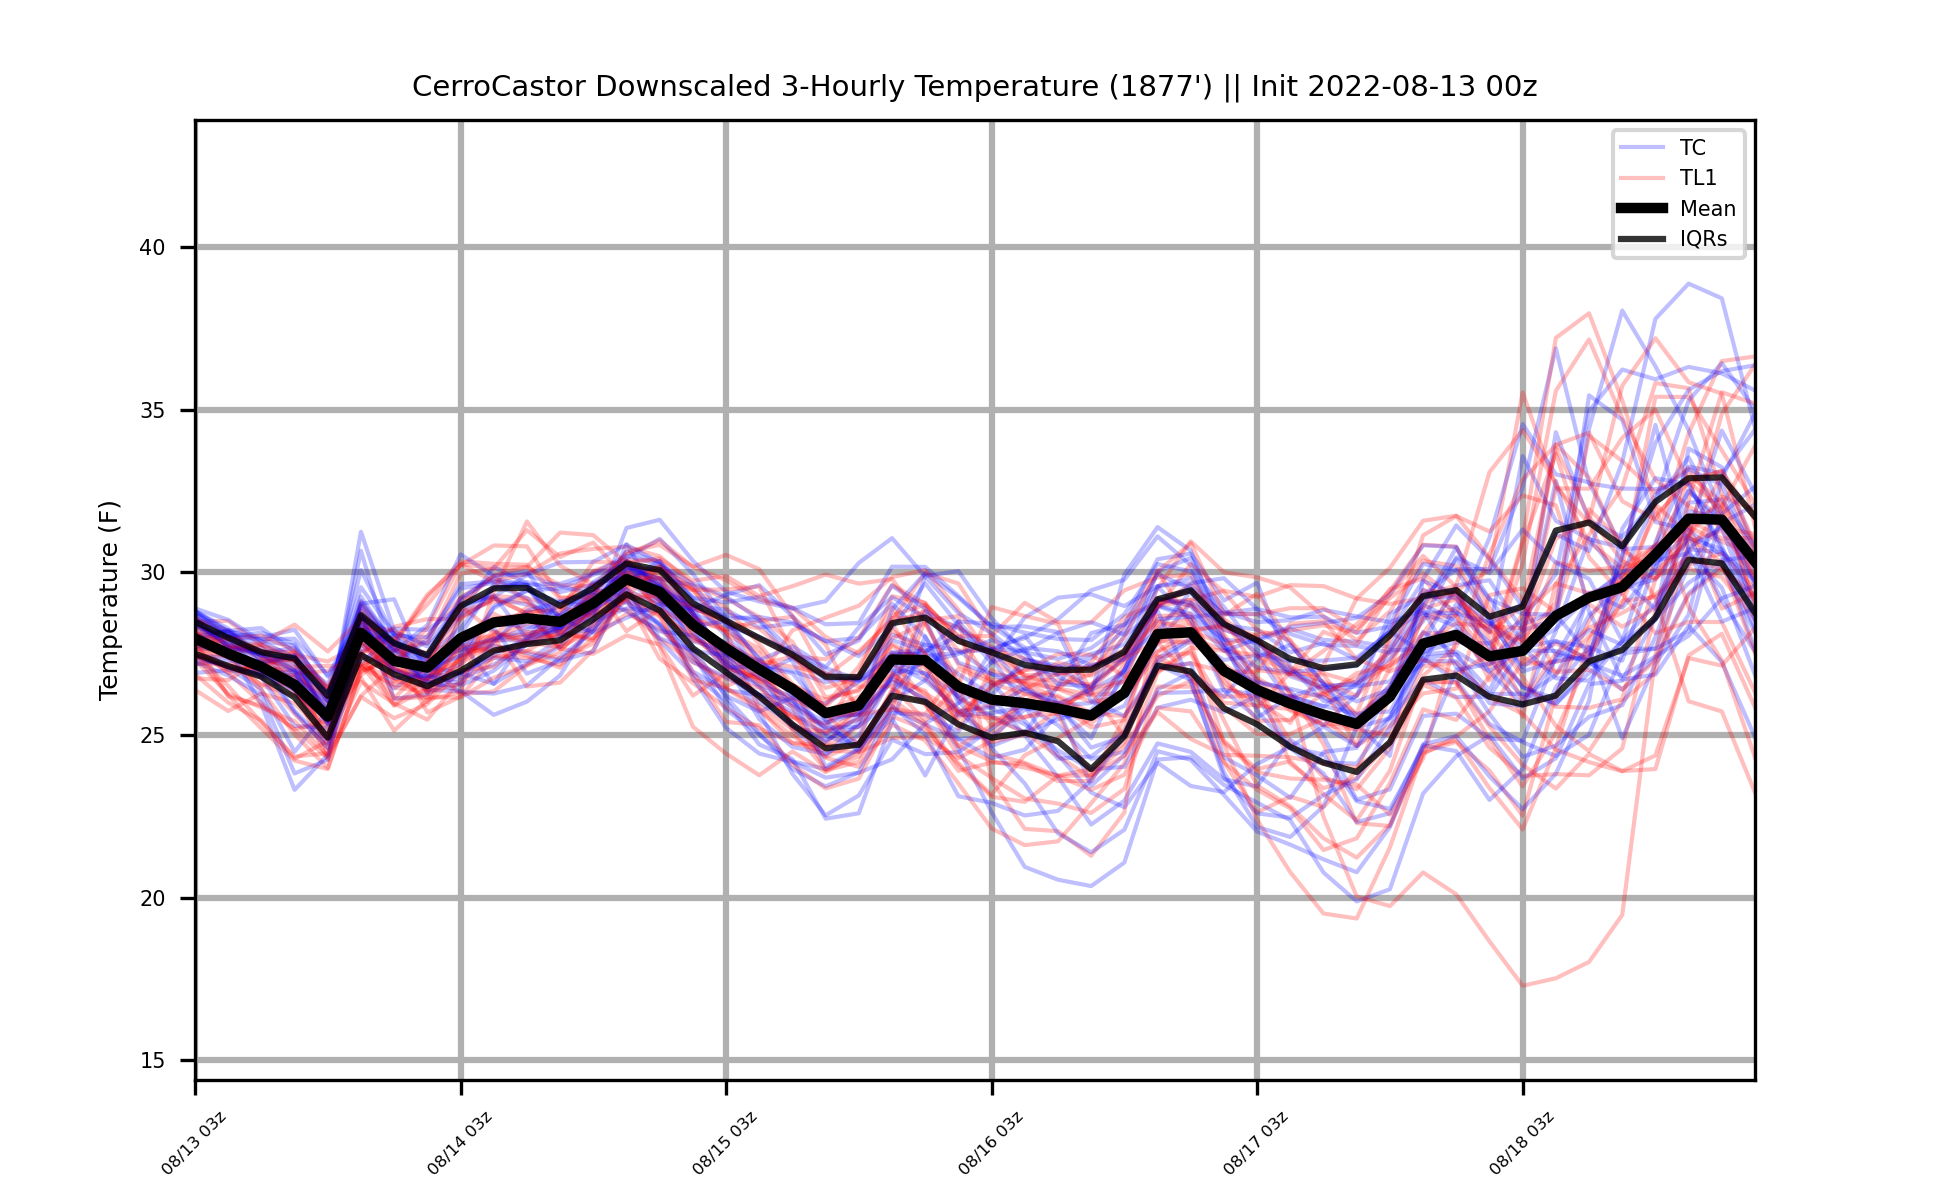 CerroCastor Downscaled 3-Hourly Temperature (1877') || Init 2022-08-13 00z
TC
TL1
Mean
IQRs
Temperature (F)
40
35
30
25
20
15
08/13 03z
08/14 03z
08/15 03z
08/16 03z
08/17 03z
08/18 03z